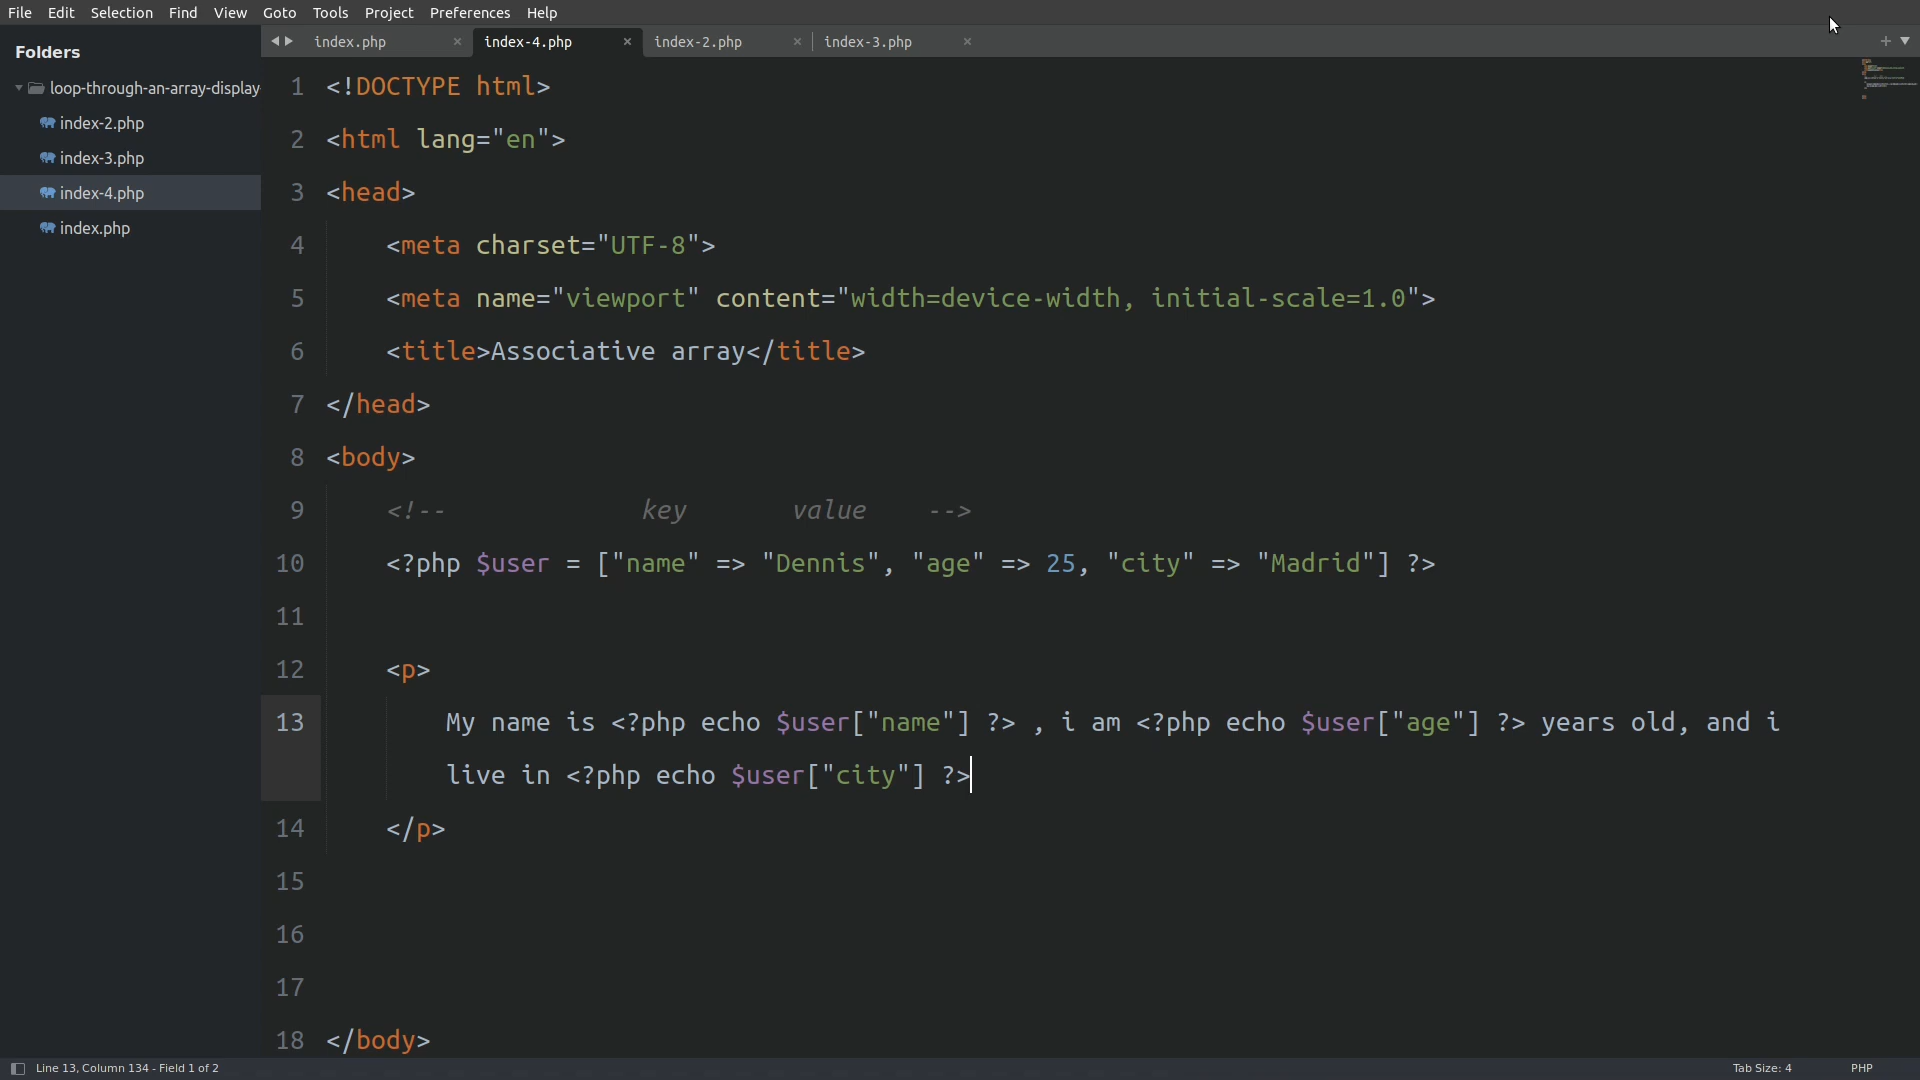 File Edit Selection Find View Goto Tools Project Preferences Help
Folders
loop-through-an-array-display
index-2.php
index-3.php
index-4.php
index.php
index.php × index-4.php × index-2.php × index-3.php ×
1 <!DOCTYPE html>
2 <html lang="en">
3 <head>
4 <meta charset="UTF-8">
5 <meta name="viewport" content="width=device-width, initial-scale=1.0">
6 <title>Associative array</title>
7 </head>
8 <body>
9 <!-- key value -->
10 <?php $user = ["name" => "Dennis", "age" => 25, "city" => "Madrid"] ?>
11
12 <p>
13 My name is <?php echo $user["name"] ?> , i am <?php echo $user["age"] ?> years old, and i
live in <?php echo $user["city"] ?>
14 </p>
15
16
17
18 </body>
Line 13, Column 134 - Field 1 of 2 Tab Size: 4 PHP